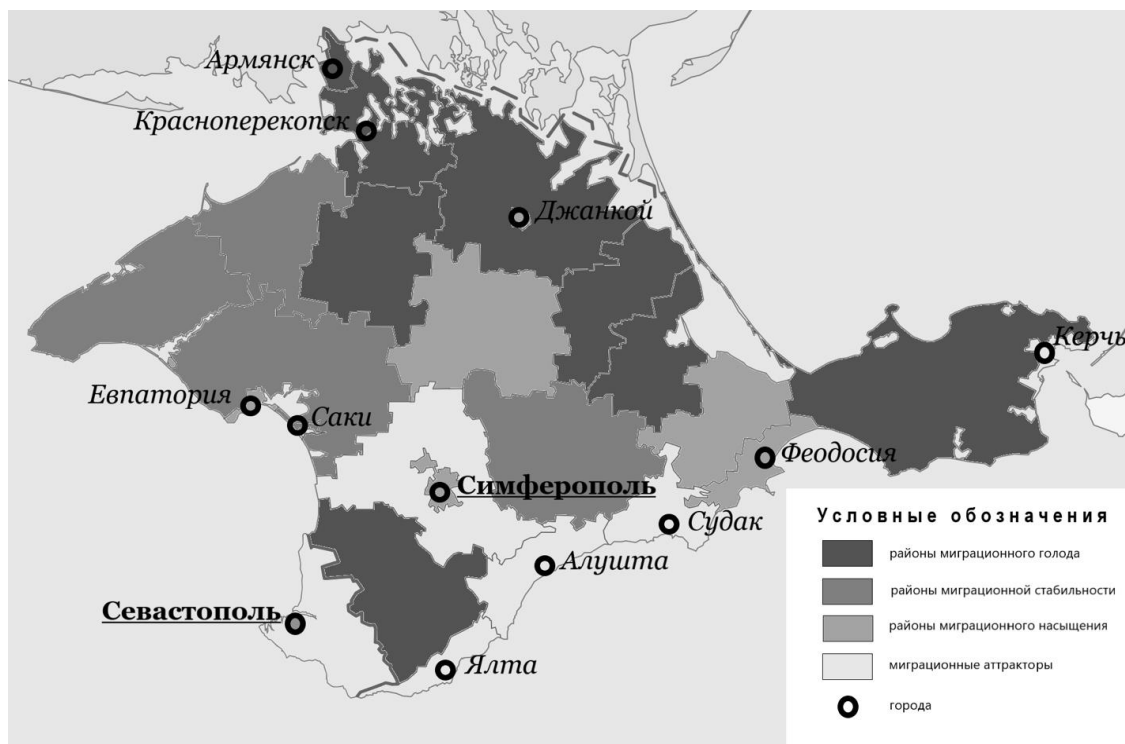 Армянск
Красноперекопск
Джанкой
Керчь
Евпатория
Саки
Феодосия
Симферополь
Судак
Алушта
Севастополь
Ялта
Условные обозначения
районы миграционного голода
районы миграционной стабильности
районы миграционного насыщения
миграционные аттракторы
города